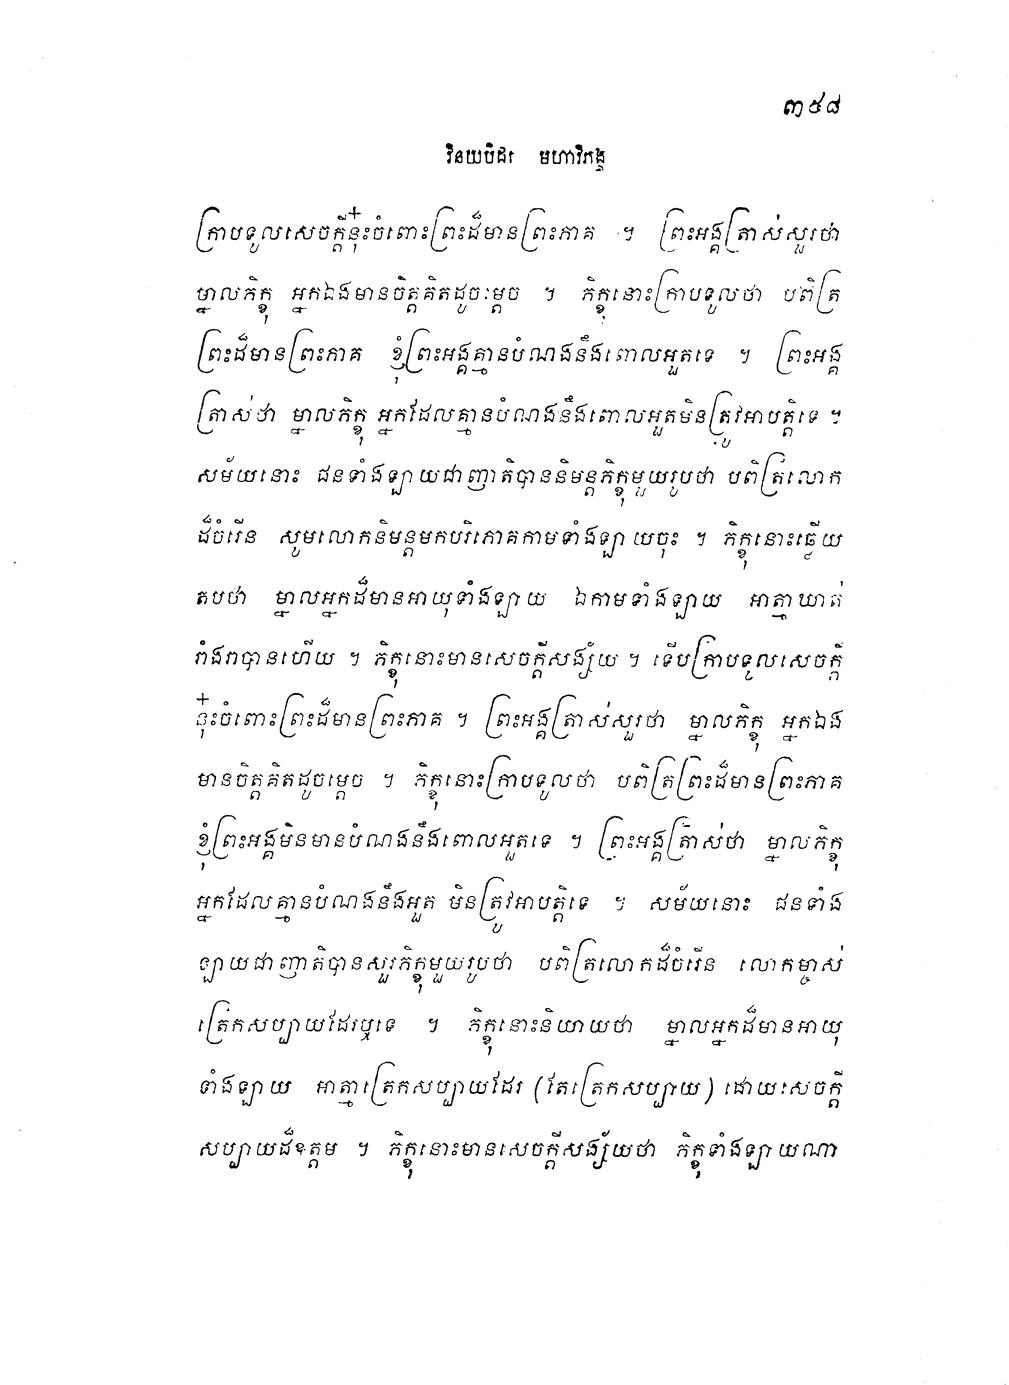 ៣៥៨
វិនយបិដក មហាវិភង្គ
ក្រាបទូលសេចក្តីនុ៎ះចំពោះព្រះដ៏មានព្រះភាគ ។ ព្រះអង្គត្រាស់សួរថា
ម្នាលភិក្ខុ អ្នកឯងមានចិត្តគិតដូចម្តេច ។ ភិក្ខុនោះក្រាបទូលថា បពិត្រ
ព្រះដ៏មានព្រះភាគ ខ្ញុំព្រះអង្គគ្មានបំណងនឹងពោលអួតទេ ។ ព្រះអង្គ
ត្រាស់ថា ម្នាលភិក្ខុ អ្នកដែលគ្មានបំណងនឹងពោលអួតមិនត្រូវអាបត្តិទេ ។
សម័យនោះ ជនទាំងឡាយជាញាតិបាននិមន្តភិក្ខុមួយរូបថា បពិត្រលោក
ដ៏ចំរើន សូមលោកនិមន្តមកបរិភោគកាមទាំងឡាយចុះ ។ ភិក្ខុនោះឆ្លើយ
តបថា ម្នាលអ្នកដ៏មានអាយុទាំងឡាយ ឯកាមទាំងឡាយ អាត្មាឃាត់
រាំងរាបានហើយ ។ ភិក្ខុនោះមានសេចក្តីសង្ស័យ ។ ទើបក្រាបទូលសេចក្តី
នុ៎ះចំពោះព្រះដ៏មានព្រះភាគ ។ ព្រះអង្គត្រាស់សួរថា ម្នាលភិក្ខុ អ្នកឯង
មានចិត្តគិតដូចម្តេច ។ ភិក្ខុនោះក្រាបទូលថា បពិត្រព្រះដ៏មានព្រះភាគ
ខ្ញុំព្រះអង្គមិនមានបំណងនឹងពោលអួតទេ ។ ព្រះអង្គត្រាស់ថា ម្នាលភិក្ខុ
អ្នកដែលគ្មានបំណងនឹងអួត មិនត្រូវអាបត្តិទេ ។ សម័យនោះ ជនទាំង
ឡាយជាញាតិបានសួរភិក្ខុមួយរូបថា បពិត្រលោកដ៏ចំរើន លោកម្ចាស់
ត្រេកសប្បាយដែរឬទេ ។ ភិក្ខុនោះនិយាយថា ម្នាលអ្នកដ៏មានអាយុ
ទាំងឡាយ អាត្មាត្រេកសប្បាយដែរ (តែត្រេកសប្បាយ) ដោយសេចក្តី
សប្បាយដ៏ឧត្តម ។ ភិក្ខុនោះមានសេចក្តីសង្ស័យថា ភិក្ខុទាំងឡាយណា